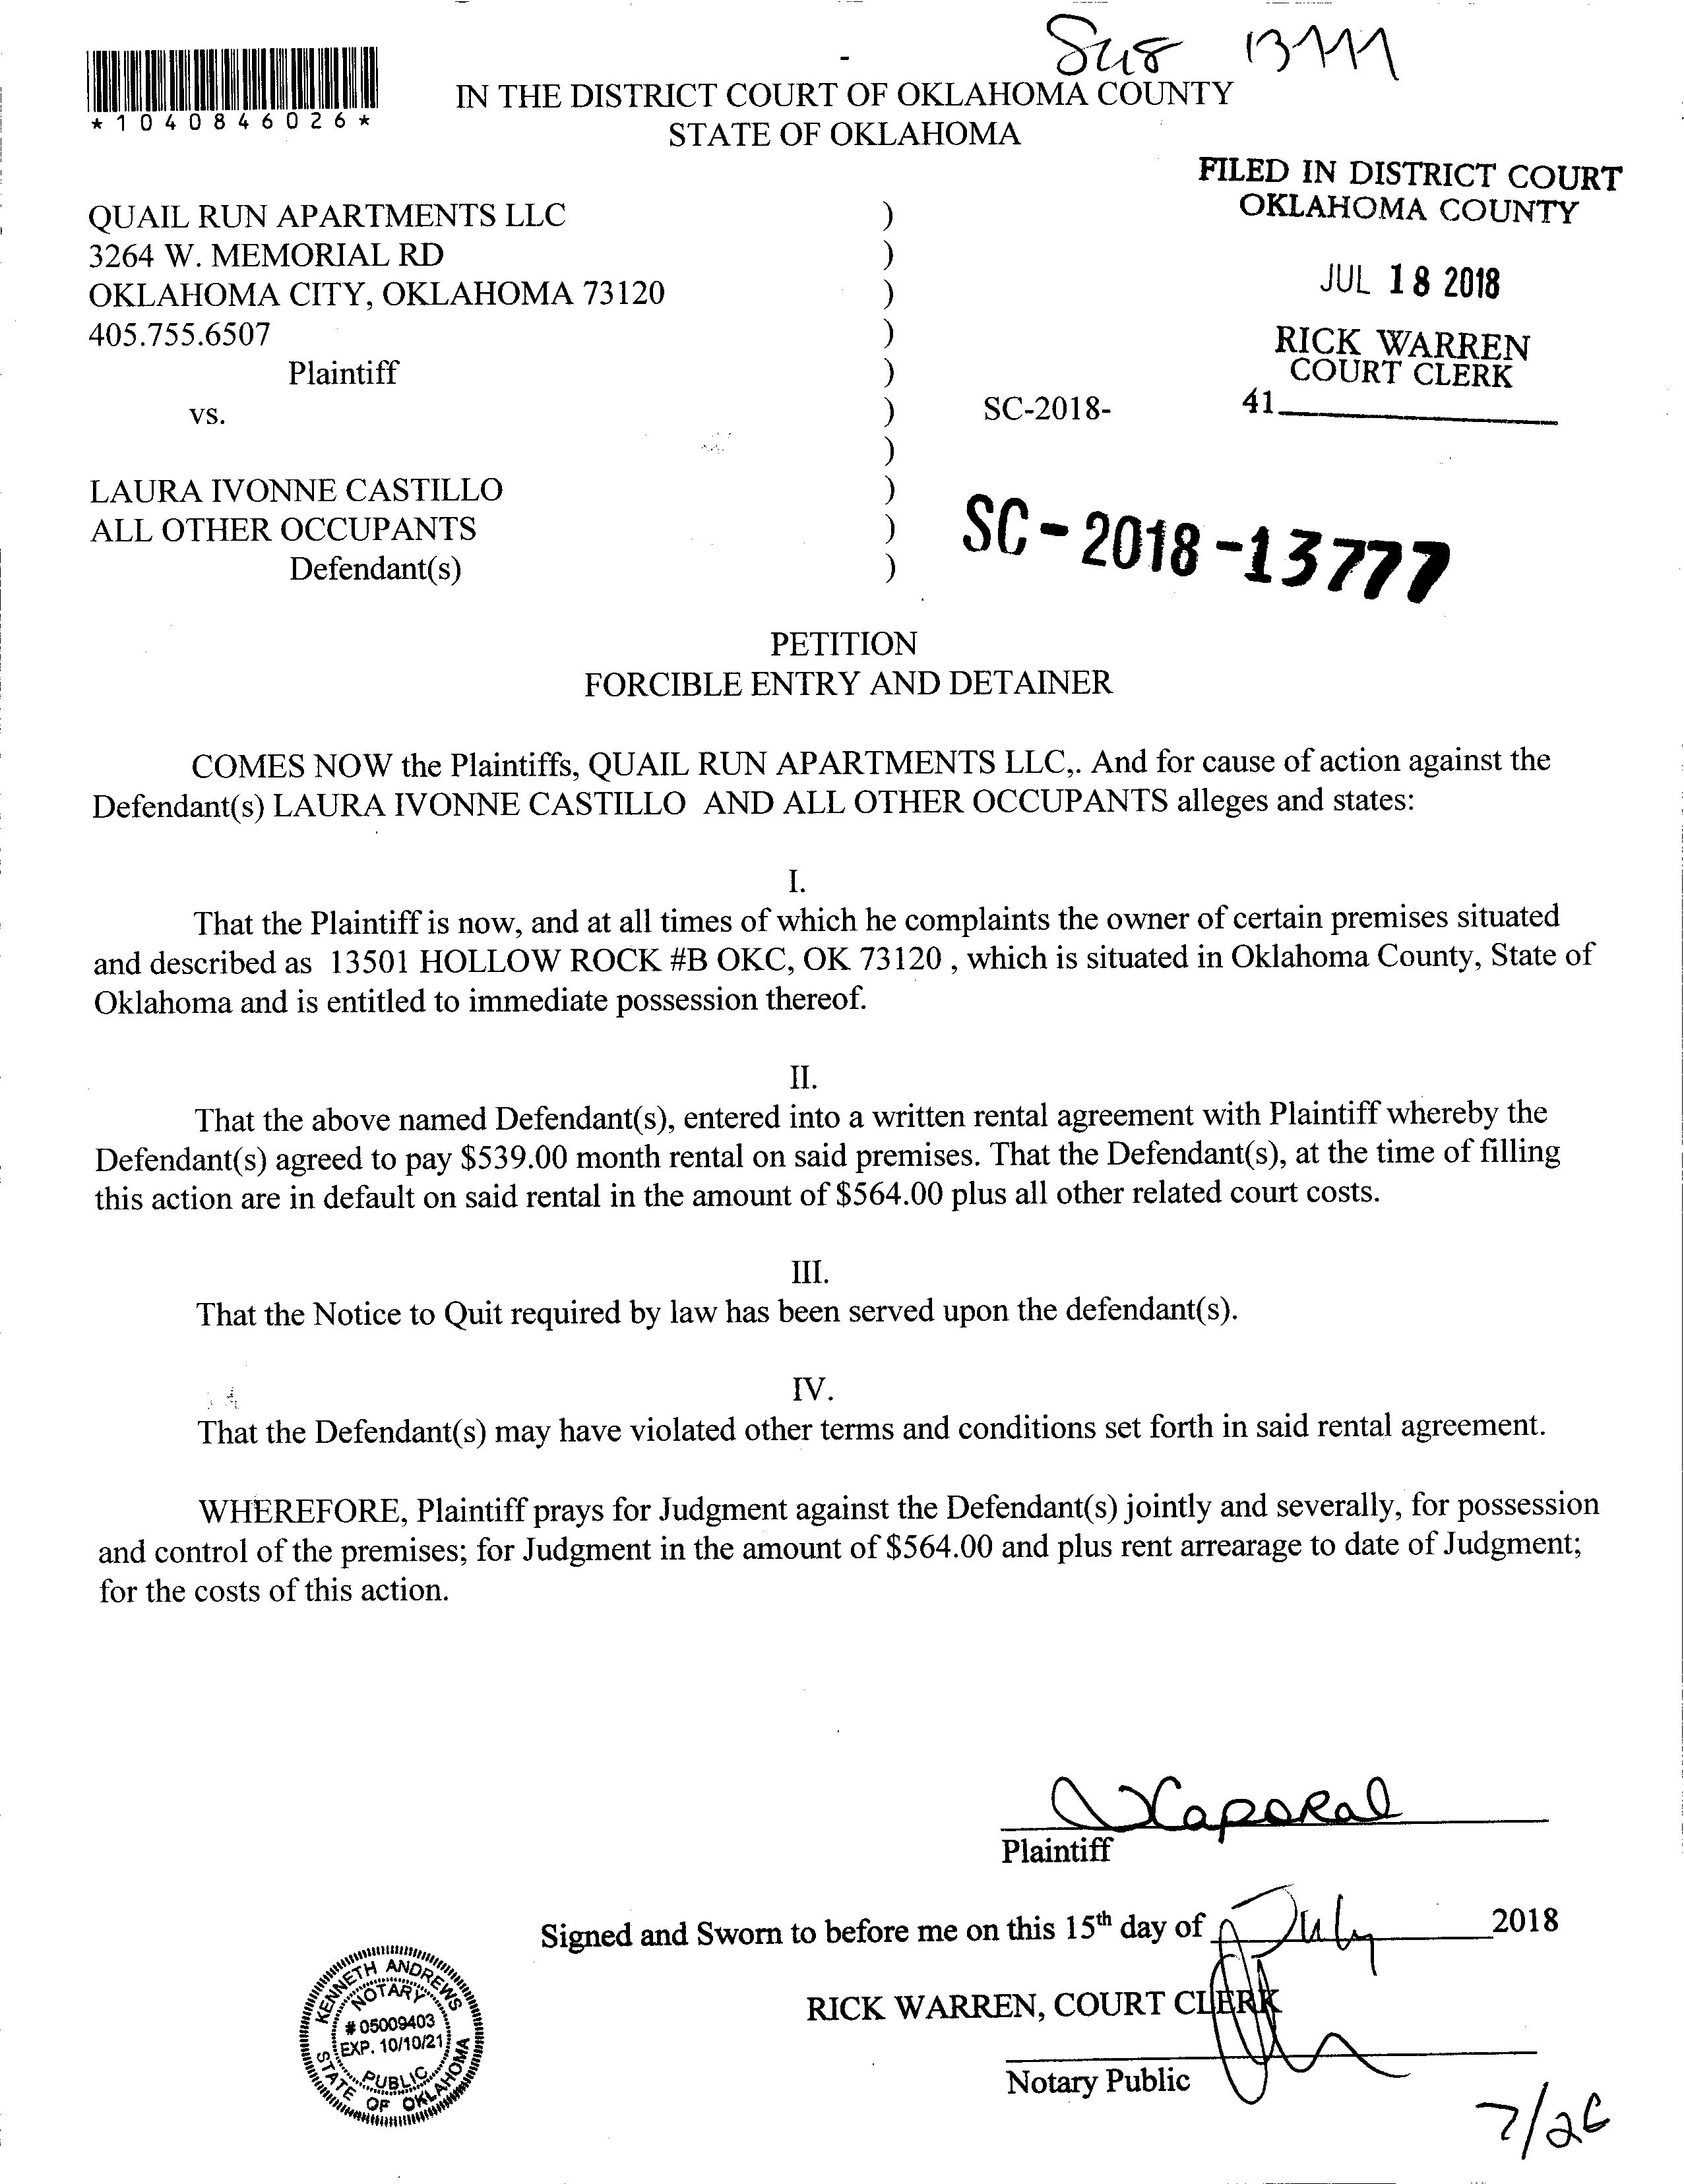 *1040846026*
IN THE DISTRICT COURT OF OKLAHOMA COUNTY
STATE OF OKLAHOMA
FILED IN DISTRICT COURT
OKLAHOMA COUNTY
JUL 18 2018
RICK WARREN
COURT CLERK
41
QUAIL RUN APARTMENTS LLC )
3264 W. MEMORIAL RD )
OKLAHOMA CITY, OKLAHOMA 73120 )
405.755.6507 )
Plaintiff )
vs. ) SC-2018-
)
LAURA IVONNE CASTILLO )
ALL OTHER OCCUPANTS )
Defendant(s) )
SC-2018-13777
PETITION
FORCIBLE ENTRY AND DETAINER
COMES NOW the Plaintiffs, QUAIL RUN APARTMENTS LLC,. And for cause of action against the
Defendant(s) LAURA IVONNE CASTILLO AND ALL OTHER OCCUPANTS alleges and states:
I.
That the Plaintiff is now, and at all times of which he complaints the owner of certain premises situated
and described as 13501 HOLLOW ROCK #B OKC, OK 73120 , which is situated in Oklahoma County, State of
Oklahoma and is entitled to immediate possession thereof.
II.
That the above named Defendant(s), entered into a written rental agreement with Plaintiff whereby the
Defendant(s) agreed to pay $539.00 month rental on said premises. That the Defendant(s), at the time of filling
this action are in default on said rental in the amount of $564.00 plus all other related court costs.
III.
That the Notice to Quit required by law has been served upon the defendant(s).
IV.
That the Defendant(s) may have violated other terms and conditions set forth in said rental agreement.
WHEREFORE, Plaintiff prays for Judgment against the Defendant(s) jointly and severally, for possession
and control of the premises; for Judgment in the amount of $564.00 and plus rent arrearage to date of Judgment;
for the costs of this action.
Caporal
Plaintiff
Signed and Sworn to before me on this 15th day of July 2018
RICK WARREN, COURT CLERK
Notary Public
KENNETH ANDREWS
NOTARY
# 05009403
EXP. 10/10/21
PUBLIC
STATE OF OKLAHOMA
7/26